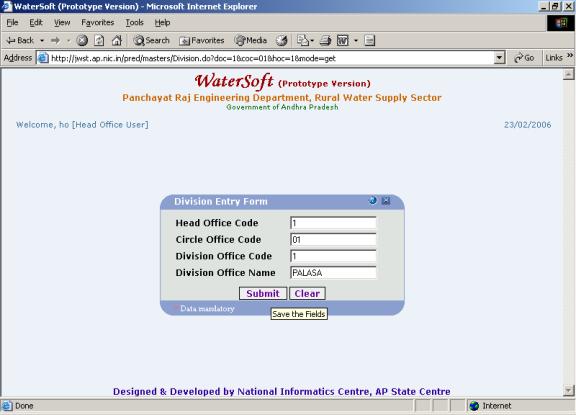 WaterSoft (Prototype Version) - Microsoft Internet Explorer
File Edit View Favorites Tools Help
Back Search Favorites Media
Address http://jwst.ap.nic.in/pred/masters/Division.do?doc=1&coc=01&hoc=1&mode=get Go Links »
WaterSoft (Prototype Version)
Panchayat Raj Engineering Department, Rural Water Supply Sector
Government of Andhra Pradesh
Welcome, ho [Head Office User] 23/02/2006
Division Entry Form
Head Office Code 1
Circle Office Code 01
Division Office Code 1
Division Office Name PALASA
Submit Clear
* Data mandatory
Save the Fields
Designed & Developed by National Informatics Centre, AP State Centre
Done Internet